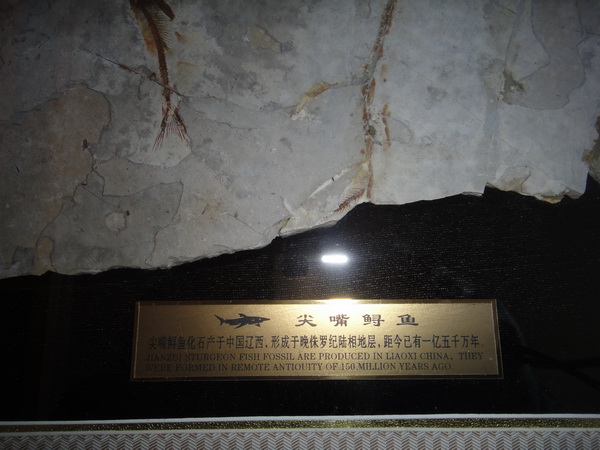 尖嘴鲟鱼
尖嘴鲟鱼化石产于中国辽西,形成于晚侏罗纪陆相地层,距今已有一亿五千万年。
JIANZUI STURGEON FISH FOSSIL ARE PRODUCED IN LIAOXI CHINA, THEY
WERE FORMED IN REMOTE ANTIQUITY OF 150 MILLION YEARS AGO